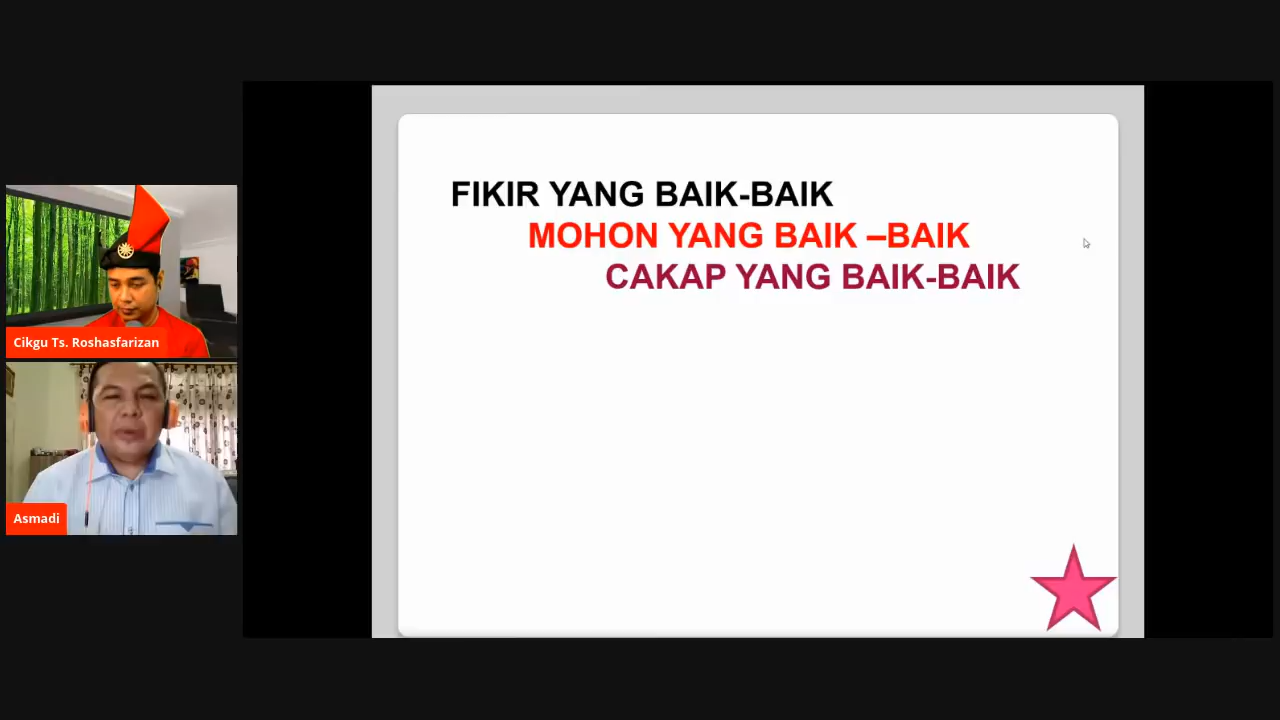 FIKIR YANG BAIK-BAIK
MOHON YANG BAIK –BAIK
CAKAP YANG BAIK-BAIK
Cikgu Ts. Roshasfarizan
Asmadi